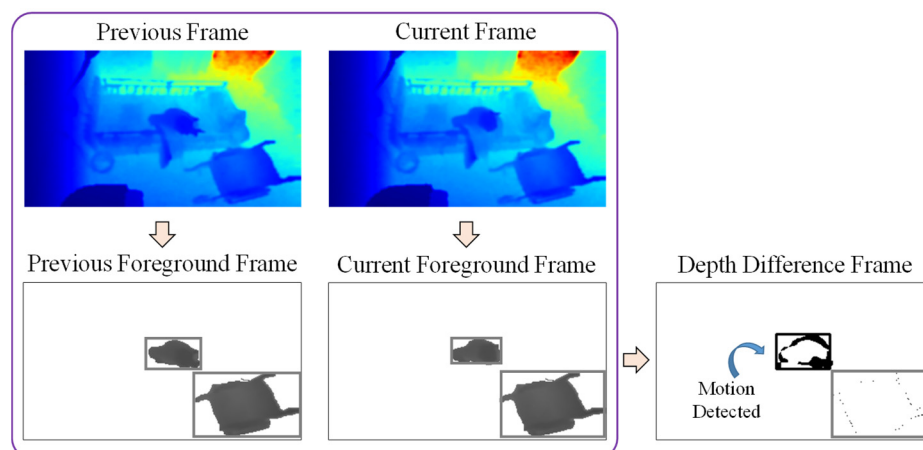 Previous Frame
Current Frame
Previous Foreground Frame
Current Foreground Frame
Depth Difference Frame
Motion
Detected